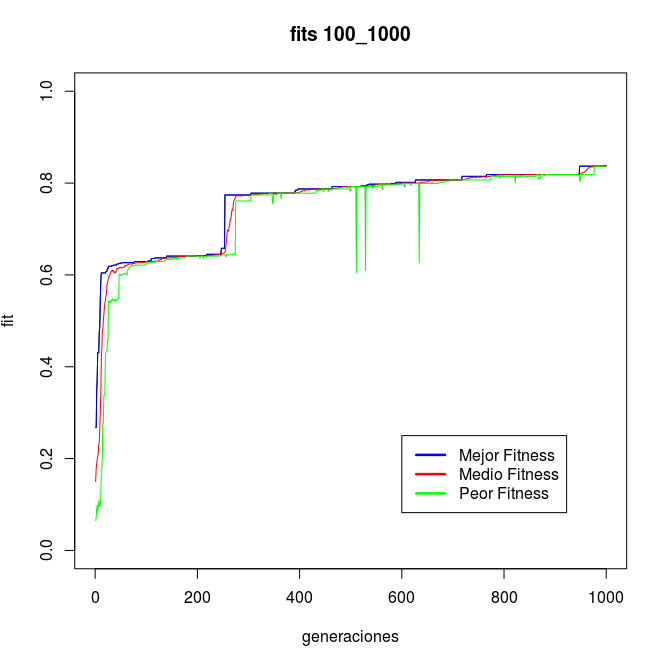 fits 100_1000
1.0
0.8
0.6
0.4
0.2
0.0
fit
Mejor Fitness
Medio Fitness
Peor Fitness
0 200 400 600 800 1000
generaciones